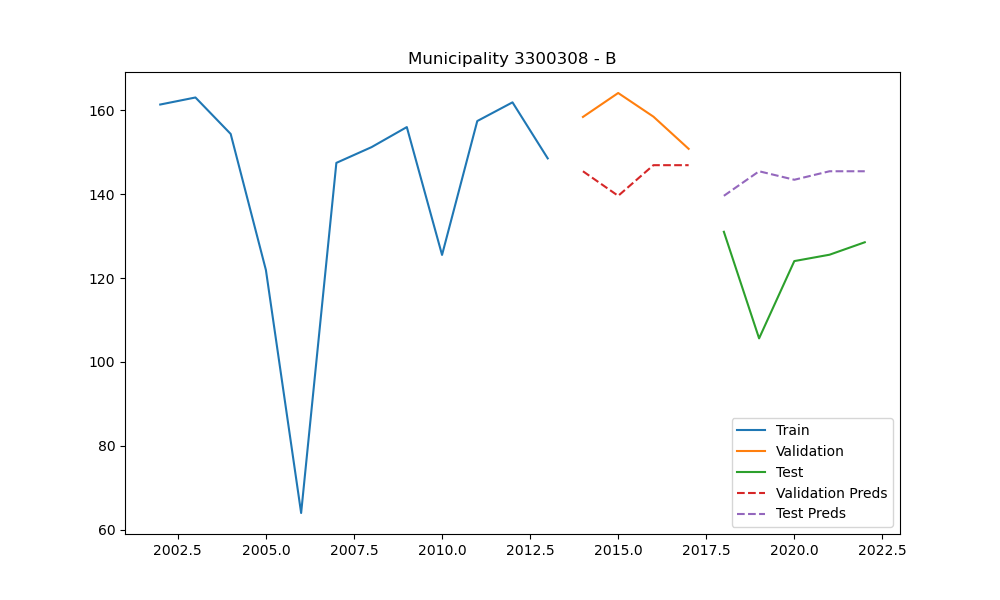 Municipality 3300308 - B
160
140
120
100
80
60
2002.5 2005.0 2007.5 2010.0 2012.5 2015.0 2017.5 2020.0 2022.5
Train
Validation
Test
Validation Preds
Test Preds